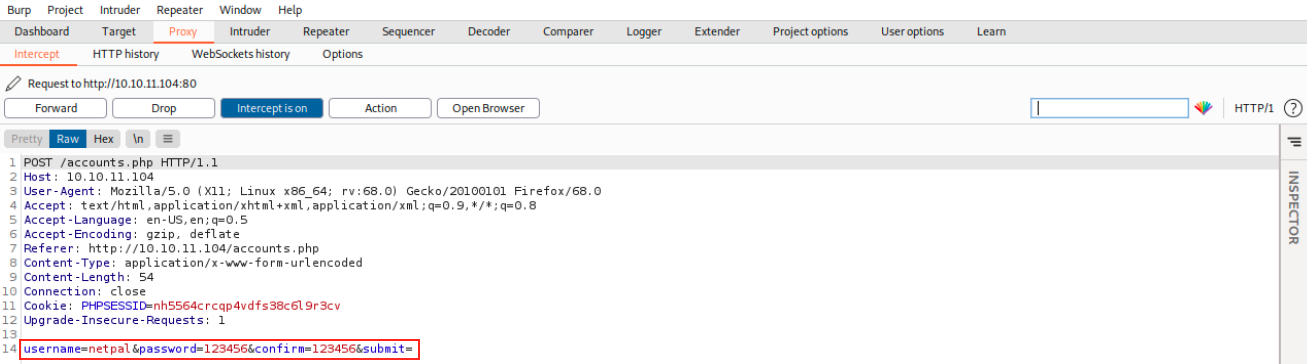 Burp Project Intruder Repeater Window Help
Dashboard Target Proxy Intruder Repeater Sequencer Decoder Comparer Logger Extender Project options User options Learn
Intercept HTTP history WebSockets history Options
Request to http://10.10.11.104:80
Forward Drop Intercept is on Action Open Browser HTTP/1 ?
Pretty Raw Hex \n
INSPECTOR
1 POST /accounts.php HTTP/1.1
2 Host: 10.10.11.104
3 User-Agent: Mozilla/5.0 (X11; Linux x86_64; rv:68.0) Gecko/20100101 Firefox/68.0
4 Accept: text/html,application/xhtml+xml,application/xml;q=0.9,*/*;q=0.8
5 Accept-Language: en-US,en;q=0.5
6 Accept-Encoding: gzip, deflate
7 Referer: http://10.10.11.104/accounts.php
8 Content-Type: application/x-www-form-urlencoded
9 Content-Length: 54
10 Connection: close
11 Cookie: PHPSESSID=nh5564crcqp4vdfs38c6l9r3cv
12 Upgrade-Insecure-Requests: 1
13
14 username=netpal&password=123456&confirm=123456&submit=